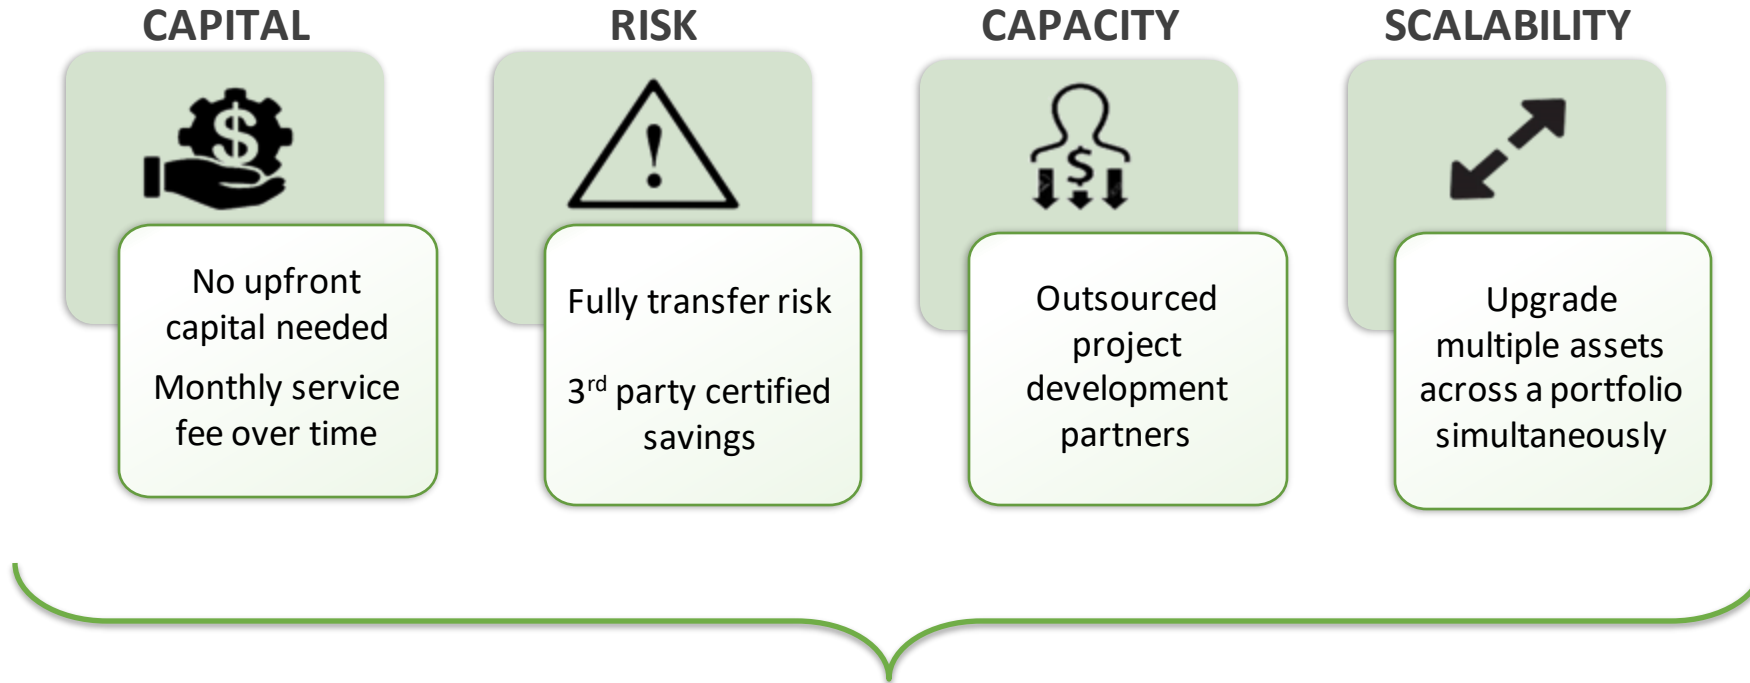 CAPITAL
No upfront
capital needed
Monthly service
fee over time
RISK
Fully transfer risk
3rd party certified
savings
CAPACITY
$
Outsourced
project
development
partners
SCALABILITY
Upgrade
multiple assets
across a portfolio
simultaneously